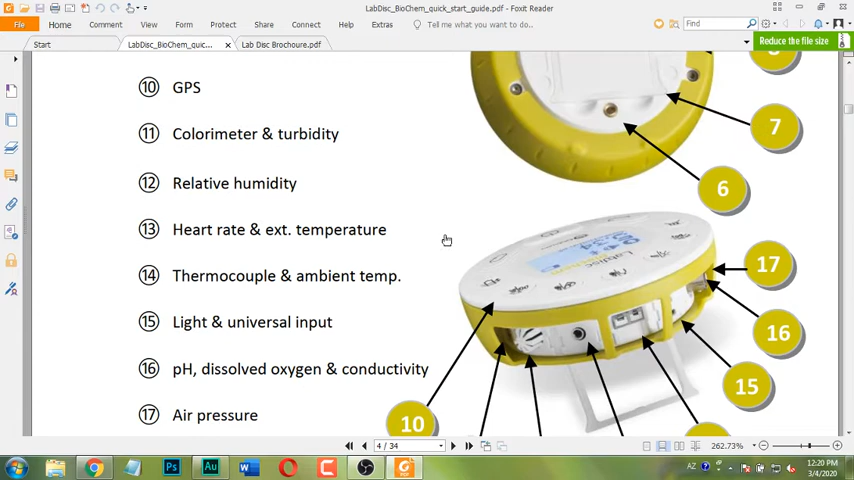 LabDisc_BioChem_quick_start_guide.pdf - Foxit Reader
File Home Comment View Form Protect Share Connect Help Extras Tell me what you want to do... Find
Reduce the file size
Start LabDisc_BioChem_quic... Lab Disc Brochoure.pdf
10 GPS
11 Colorimeter & turbidity
7
12 Relative humidity
6
13 Heart rate & ext. temperature
17
14 Thermocouple & ambient temp.
15 Light & universal input
16
16 pH, dissolved oxygen & conductivity
15
17 Air pressure
10
4 / 34 262.73%
AZ 12:20 PM
3/4/2020